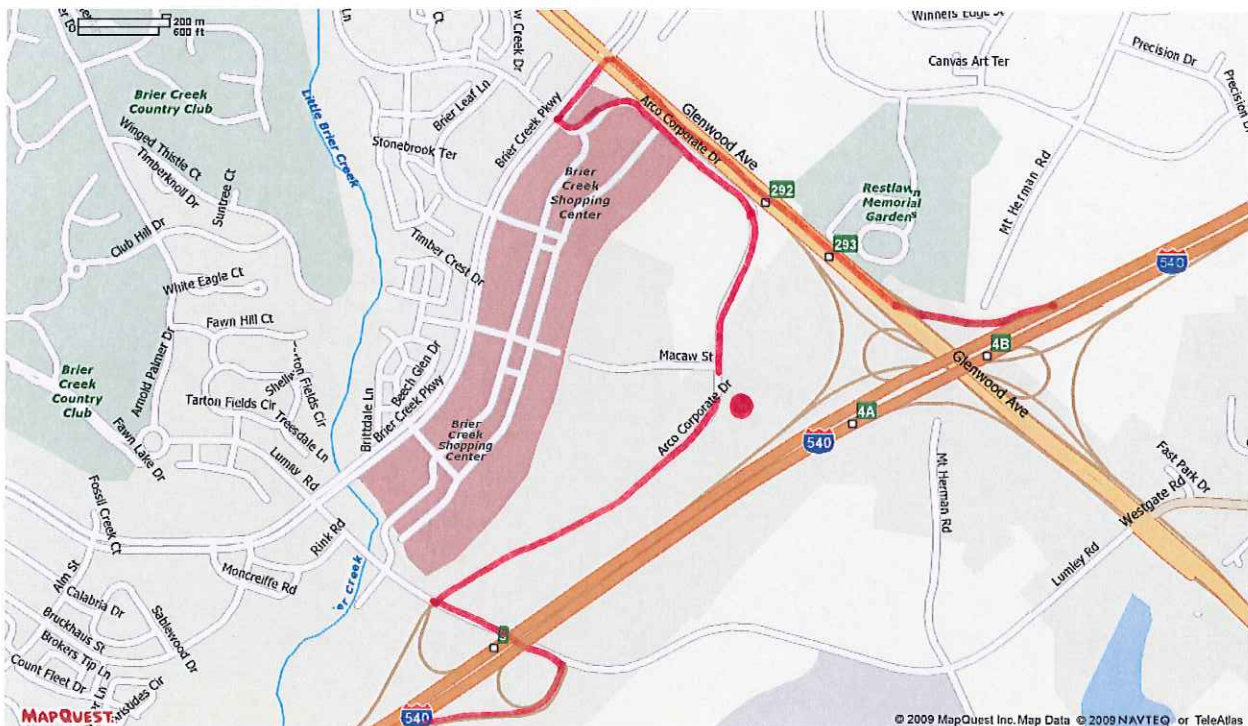 200 m
600 ft
Winners Edge St
Precision Dr
Canvas Art Ter
Precision Dr
Brier Creek
Country Club
Winged Thistle Ct
Timberknoll Dr
Suntree Ct
Little Brier Creek
Brier Leaf Ln
Stonebrook Ter
Brier Creek Pkwy
Arco Corporate Dr
Glenwood Ave
Mt Herman Rd
Brier
Creek
Shopping
Center
292
Restlawn
Memorial
Gardens
293
540
Club Hill Dr
White Eagle Ct
Timber Crest Dr
Fawn Hill Ct
Arnold Palmer Dr
Macaw St
4B
Glenwood Ave
Brier
Creek
Country
Club
Tarton Fields Cir
Treesdale Ln
Brittdale Ln
Beech Glen Dr
Brier Creek Pkwy
Brier
Creek
Shopping
Center
Arco Corporate Dr
4A
540
Fawn Lake Dr
Lumley Rd
Mt Herman Rd
Fast Park Dr
Westgate Rd
Fossil Creek Ct
Rink Rd
Lumley Rd
Alm St
Moncreiffe Rd
Calabria Dr
Sablewood Dr
Bruckhaus St
Brokers Tip Ln
Count Fleet Dr
540
MAPQUEST
© 2009 MapQuest Inc. Map Data © 2009 NAVTEQ or TeleAtlas